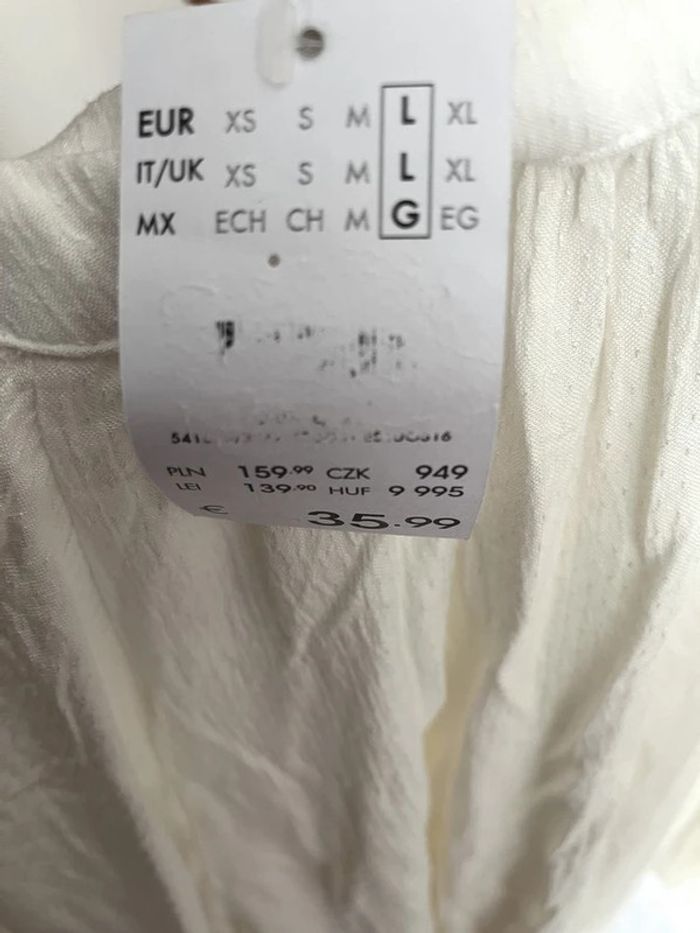 EUR XS S M L XL
IT/UK XS S M L XL
MX ECH CH M G EG
PLN 159.99 CZK 949
LEI 139.90 HUF 9 995
€ 35.99